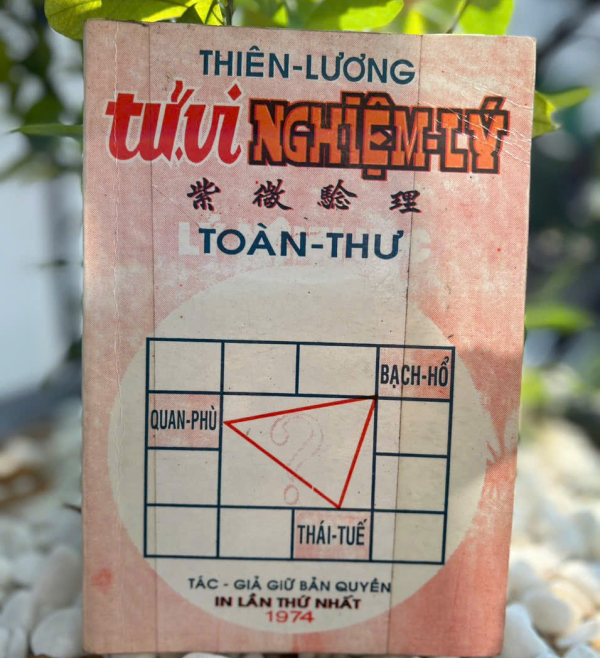 THIÊN-LƯƠNG
tử.vi NGHIỆM-LÝ
紫微驗理
TOÀN-THƯ
BẠCH-HỔ
QUAN-PHÙ
?
THÁI-TUẾ
TÁC - GIẢ GIỮ BẢN QUYỀN
IN LẦN THỨ NHẤT
1974